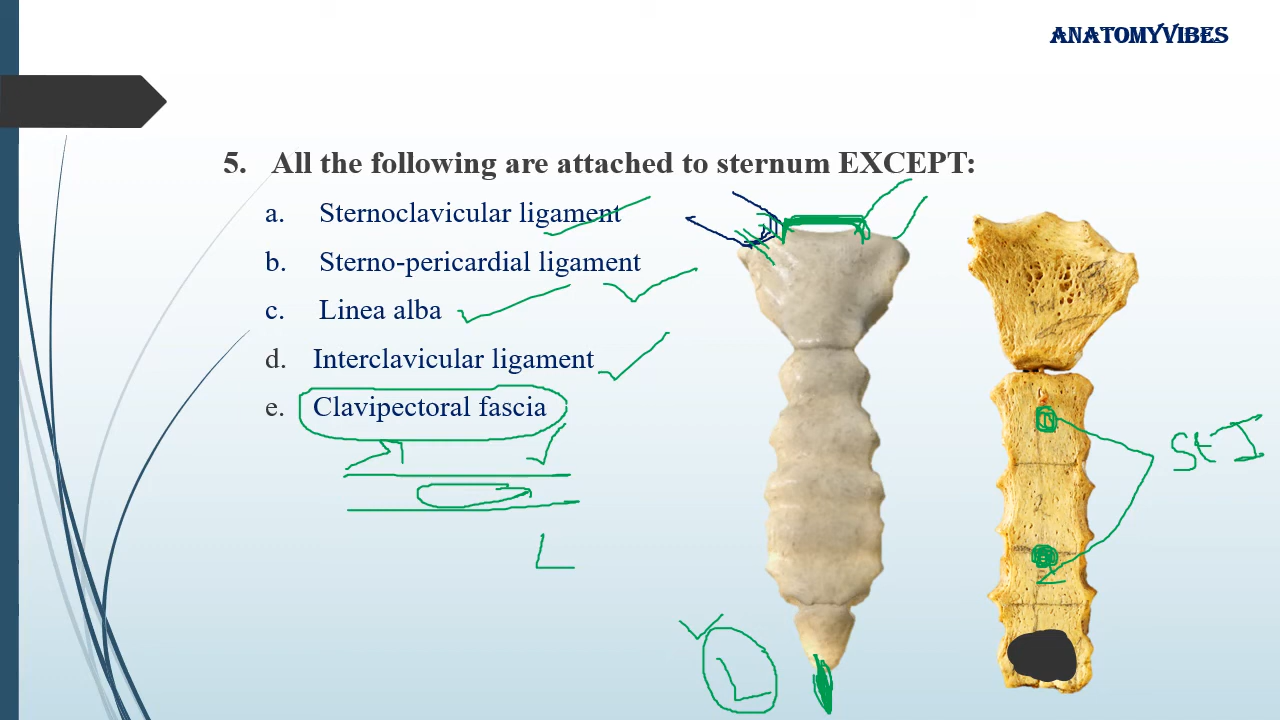 ANATOMYVIBES
5. All the following are attached to sternum EXCEPT:
a. Sternoclavicular ligament
b. Sterno-pericardial ligament
c. Linea alba
d. Interclavicular ligament
e. Clavipectoral fascia
St I
L
L